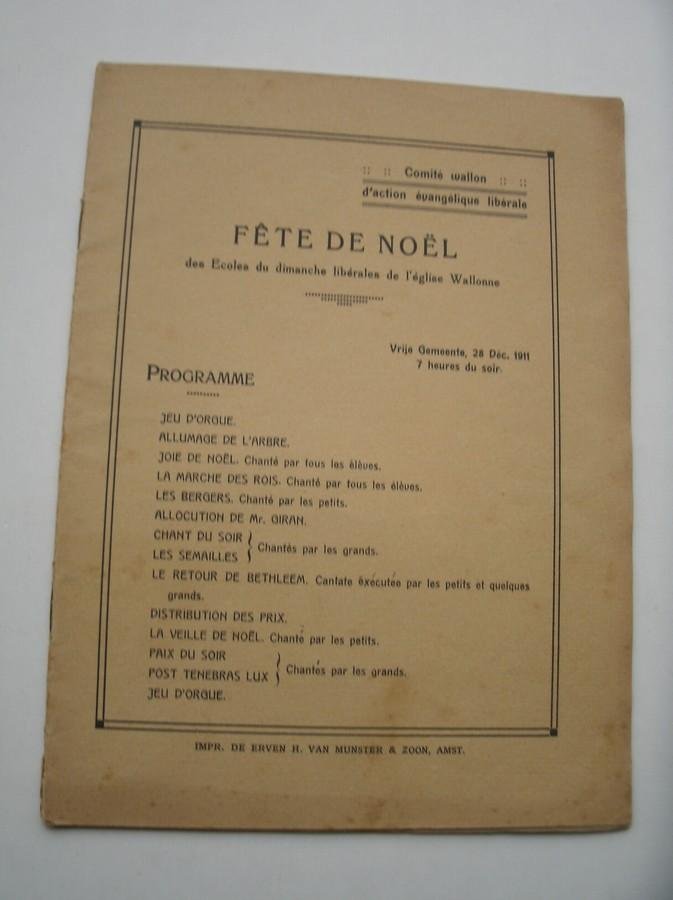 :: :: Comité wallon :: ::
d'action évangélique libérale
FÊTE DE NOËL
des Ecoles du dimanche libérales de l'église Wallonne
Vrije Gemeente, 28 Déc. 1911
7 heures du soir.
PROGRAMME
JEU D'ORGUE.
ALLUMAGE DE L'ARBRE.
JOIE DE NOËL. Chanté par tous les élèves.
LA MARCHE DES ROIS. Chanté par tous les élèves.
LES BERGERS. Chanté par les petits.
ALLOCUTION DE Mr. GIRAN.
CHANT DU SOIR
LES SEMAILLES } Chantés par les grands.
LE RETOUR DE BETHLEEM. Cantate éxécutée par les petits et quelques
grands.
DISTRIBUTION DES PRIX.
LA VEILLE DE NOËL. Chanté par les petits.
PAIX DU SOIR
POST TENEBRAS LUX } Chantés par les grands.
JEU D'ORGUE.
IMPR. DE ERVEN H. VAN MUNSTER & ZOON, AMST.